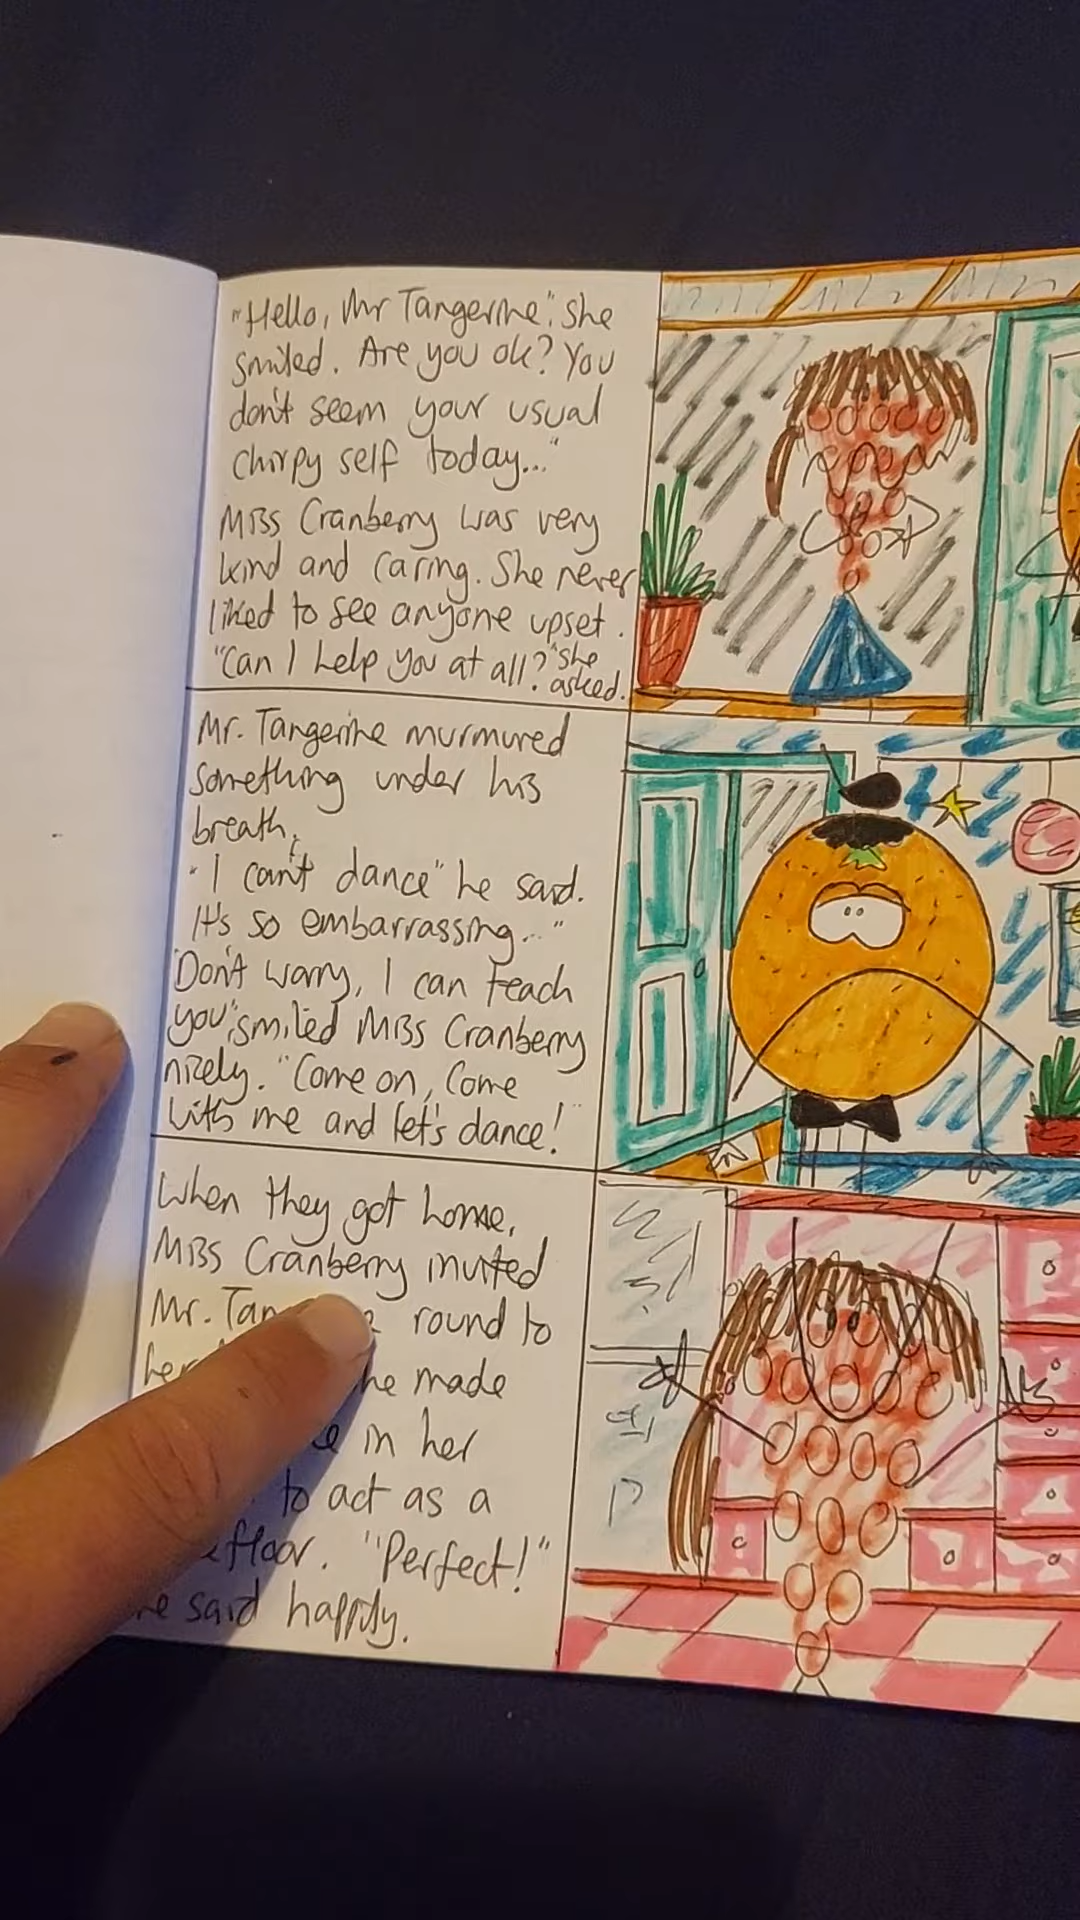 "Hello, Mr Tangerine", she
smiled. Are you ok? You
don't seem your usual
chirpy self today..."
Miss Cranberry was very
kind and caring. She never
liked to see anyone upset.
"Can I help you at all?" she
asked.
Mr. Tangerine murmured
something under his
breath.
"I can't dance" he said.
It's so embarrassing..."
"Don't worry, I can teach
you" smiled Miss Cranberry
nicely. "Come on, come
with me and let's dance!"
When they got home,
Miss Cranberry invited
Mr. round to
made
in her
to act as a
floor. "Perfect!"
said happily.